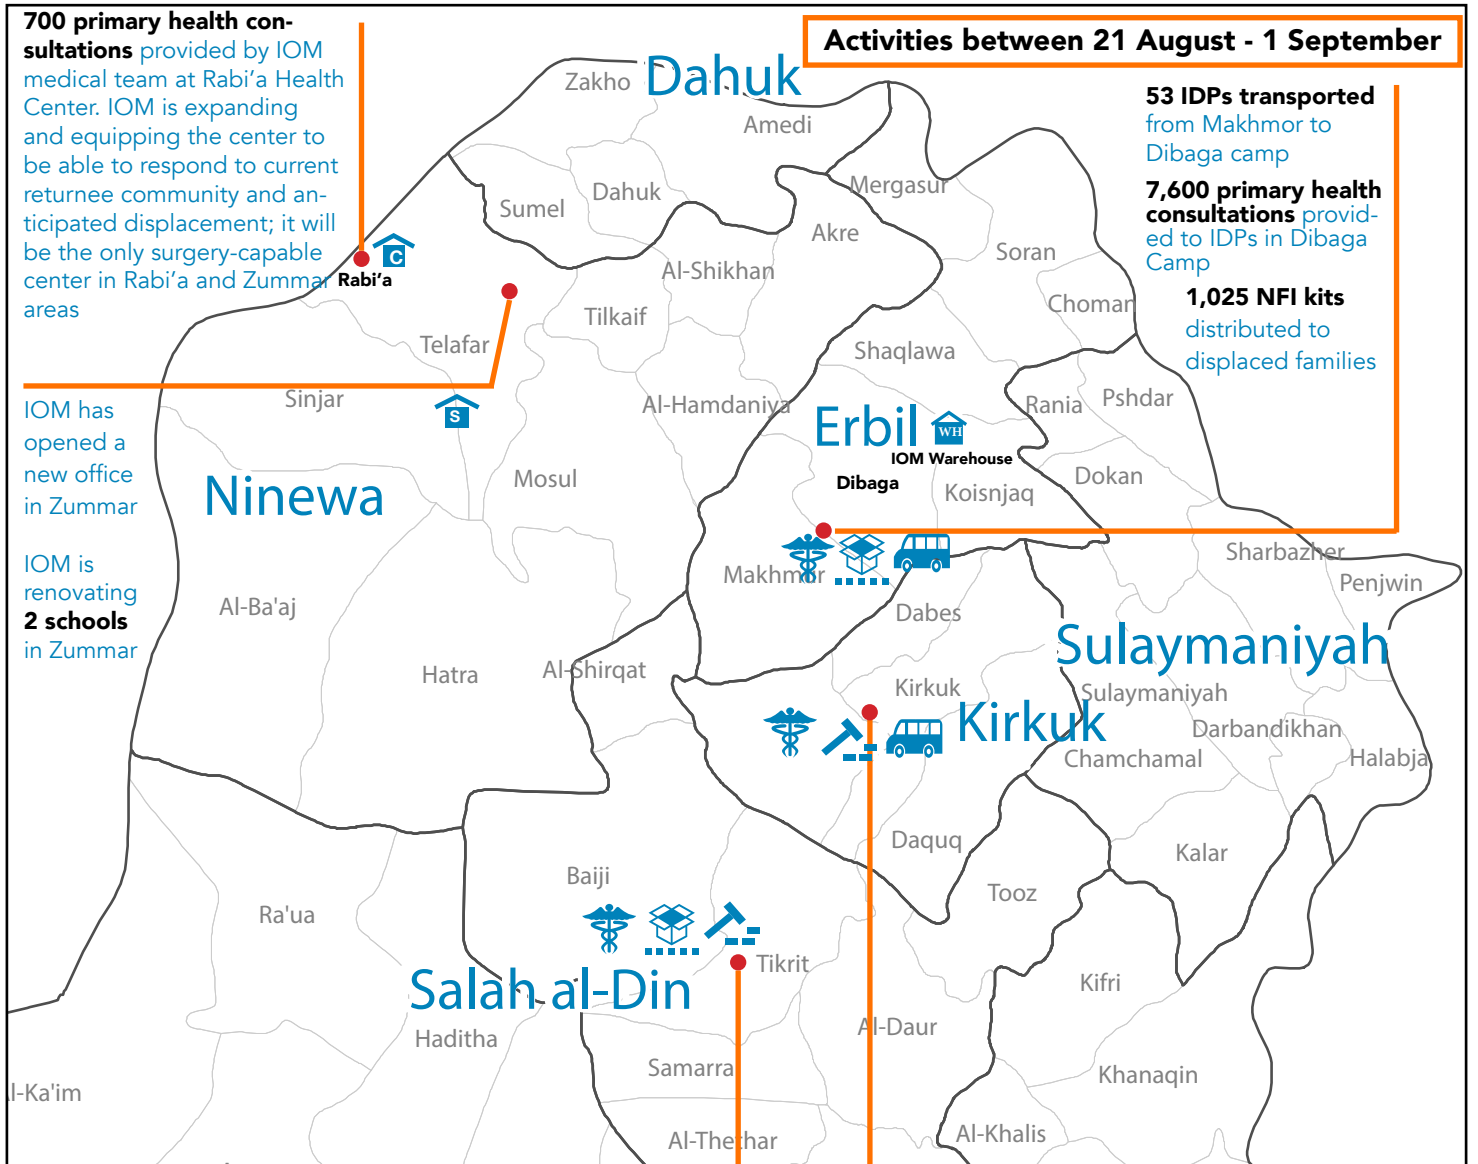 700 primary health con-
sultations provided by IOM
medical team at Rabi'a Health
Center. IOM is expanding
and equipping the center to
be able to respond to current
returnee community and an-
ticipated displacement; it will
be the only surgery-capable
center in Rabi'a and Zummar
areas
Activities between 21 August - 1 September
53 IDPs transported
from Makhmor to
Dibaga camp
7,600 primary health
consultations provid-
ed to IDPs in Dibaga
Camp
1,025 NFI kits
distributed to
displaced families
IOM has
opened a
new office
in Zummar
IOM is
renovating
2 schools
in Zummar
Dahuk
Zakho
Amedi
Dahuk
Sumel
Mergasur
Akre
Soran
Al-Shikhan
C
Rabi'a
Choman
Tilkaif
Telafar
Shaqlawa
Sinjar
S
Al-Hamdaniya
Rania
Pshdar
Erbil
WH
IOM Warehouse
Dibaga
Koisnjaq
Dokan
Ninewa
Mosul
Sharbazher
Penjwin
Makhmur
Al-Ba'aj
Dabes
Sulaymaniyah
Hatra
Al-Shirqat
Kirkuk
Sulaymaniyah
Kirkuk
Darbandikhan
Chamchamal
Halabja
Daquq
Kalar
Baiji
Tooz
Ra'ua
Tikrit
Salah al-Din
Kifri
Al-Daur
Haditha
Samarra
Khanaqin
l-Ka'im
Al-Thethar
Al-Khalis